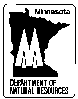 Minnesota
DEPARTMENT OF
NATURAL RESOURCES